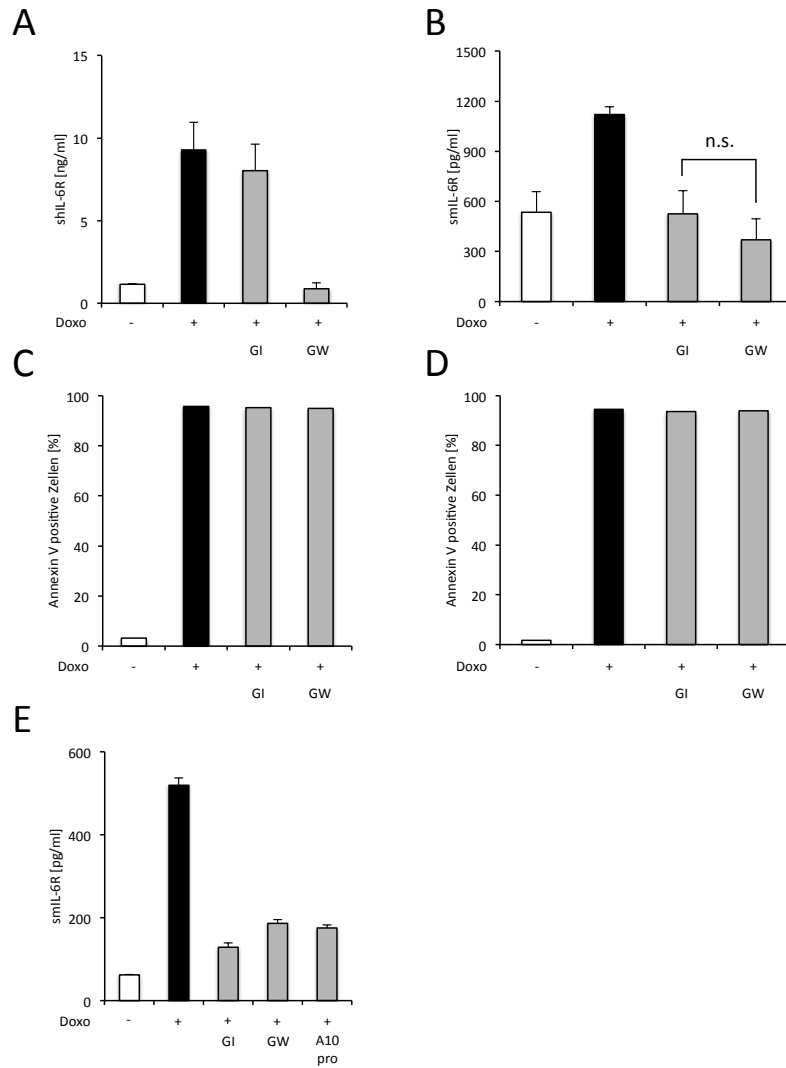 A
15
10
5
0
shIL-6R [ng/ml]
Doxo - + + +
GI GW
B
1500
1200
900
600
300
0
smIL-6R [pg/ml]
n.s.
Doxo - + + +
GI GW
C
100
80
60
40
20
0
Annexin V positive Zellen [%]
Doxo - + + +
GI GW
D
100
80
60
40
20
0
Annexin V positive Zellen [%]
Doxo - + + +
GI GW
E
600
400
200
0
smIL-6R [pg/ml]
Doxo - + + + +
GI GW A10
pro